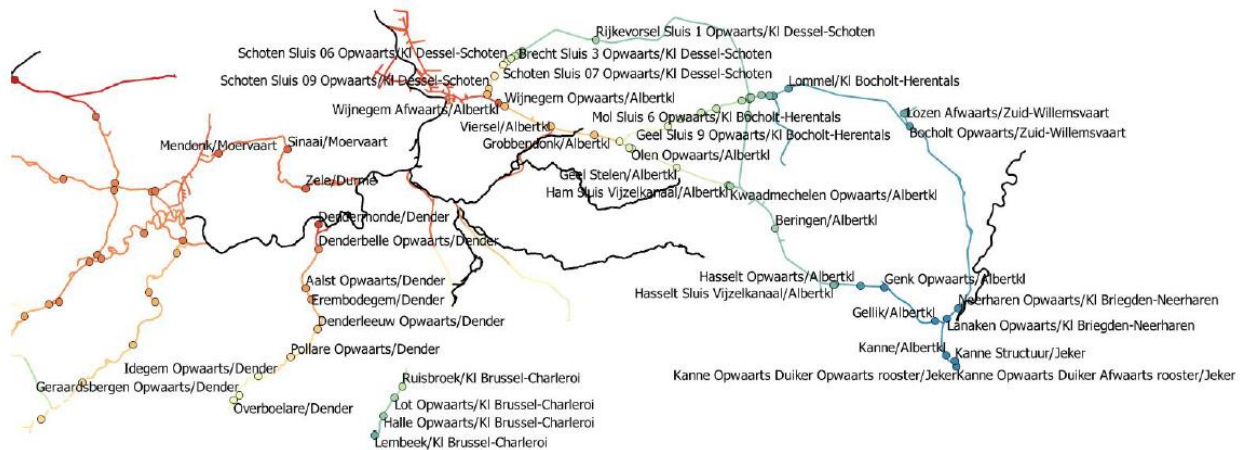 Rijkevorsel Sluis 1 Opwaarts/Kl Dessel-Schoten
Schoten Sluis 06 Opwaarts/Kl Dessel-Schoten
Brecht Sluis 3 Opwaarts/Kl Dessel-Schoten
Schoten Sluis 09 Opwaarts/Kl Dessel-Schoten
Schoten Sluis 07 Opwaarts/Kl Dessel-Schoten
Lommel/Kl Bocholt-Herentals
Wijnegem Opwaarts/Albertkl
Wijnegem Afwaarts/Albertkl
Mol Sluis 6 Opwaarts/Kl Bocholt-Herentals
Lozen Afwaarts/Zuid-Willemsvaart
Viersel/Albertkl
Geel Sluis 9 Opwaarts/Kl Bocholt-Herentals
Bocholt Opwaarts/Zuid-Willemsvaart
Mendonk/Moervaart
Sinaai/Moervaart
Grobbendonk/Albertkl
Olen Opwaarts/Albertkl
Zele/Durme
Geel Stelen/Albertkl
Ham Sluis Vijzelkanaal/Albertkl
Kwaadmechelen Opwaarts/Albertkl
Dendermonde/Dender
Beringen/Albertkl
Denderbelle Opwaarts/Dender
Aalst Opwaarts/Dender
Hasselt Opwaarts/Albertkl
Genk Opwaarts/Albertkl
Erembodegem/Dender
Hasselt Sluis Vijzelkanaal/Albertkl
Neerharen Opwaarts/Kl Briegden-Neerharen
Denderleeuw Opwaarts/Dender
Gellik/Albertkl
Lanaken Opwaarts/Kl Briegden-Neerharen
Pollare Opwaarts/Dender
Kanne/Albertkl
Kanne Structuur/Jeker
Idegem Opwaarts/Dender
Kanne Opwaarts Duiker Opwaarts rooster/Jeker
Kanne Opwaarts Duiker Afwaarts rooster/Jeker
Geraardsbergen Opwaarts/Dender
Ruisbroek/Kl Brussel-Charleroi
Overboelare/Dender
Lot Opwaarts/Kl Brussel-Charleroi
Halle Opwaarts/Kl Brussel-Charleroi
Lembeek/Kl Brussel-Charleroi